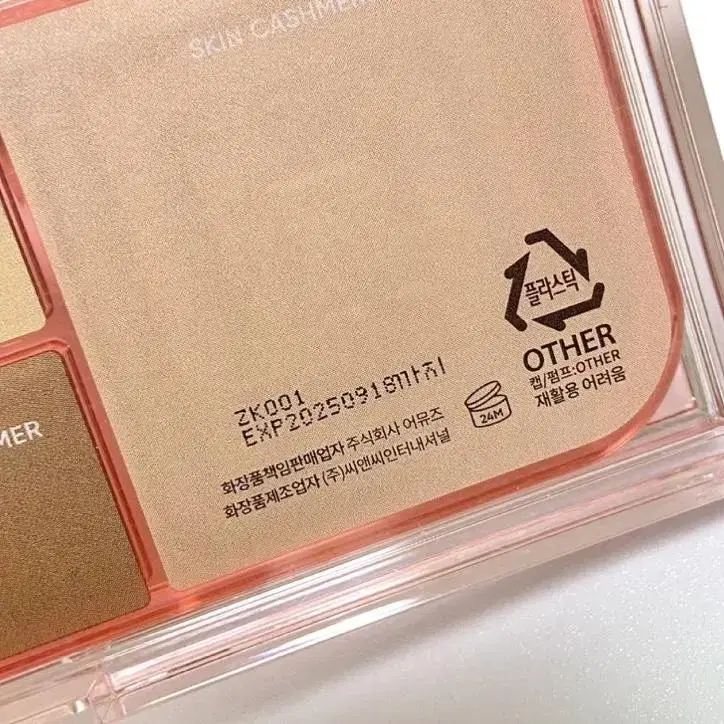 SKIN CASHMER
MER
플라스틱
OTHER
캡/펌프:OTHER
재활용 어려움
ZK001
EXP20250918까지
24M
화장품책임판매업자 주식회사 어뮤즈
화장품제조업자 (주)씨앤씨인터내셔널